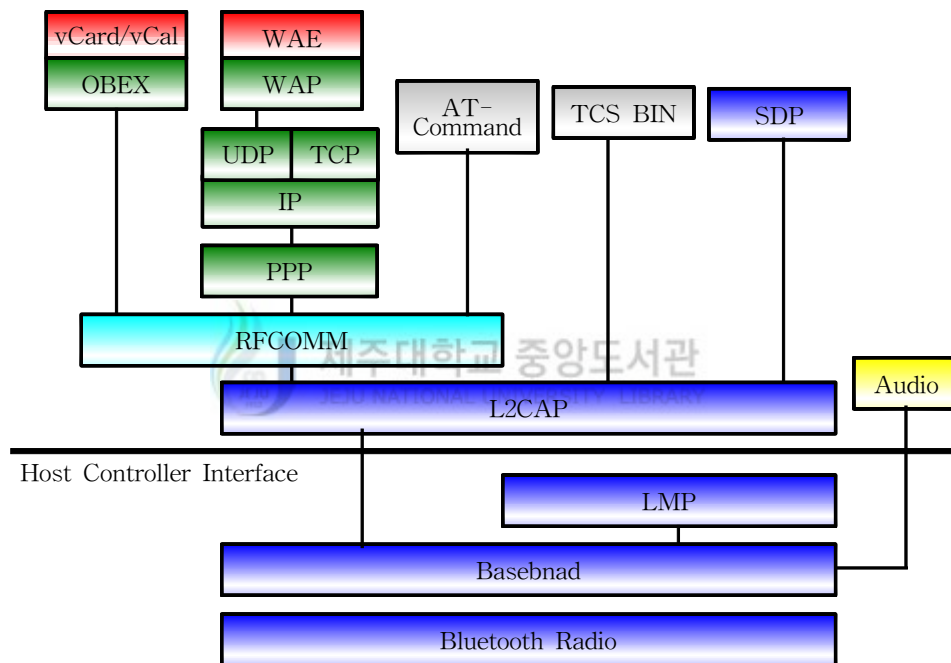 vCard/vCal
WAE
OBEX
WAP
AT-
Command
TCS BIN
SDP
UDP
TCP
IP
PPP
RFCOMM
제주대학교 중앙도서관
JEJU NATIONAL UNIVERSITY LIBRARY
L2CAP
Audio
Host Controller Interface
LMP
Basebnad
Bluetooth Radio